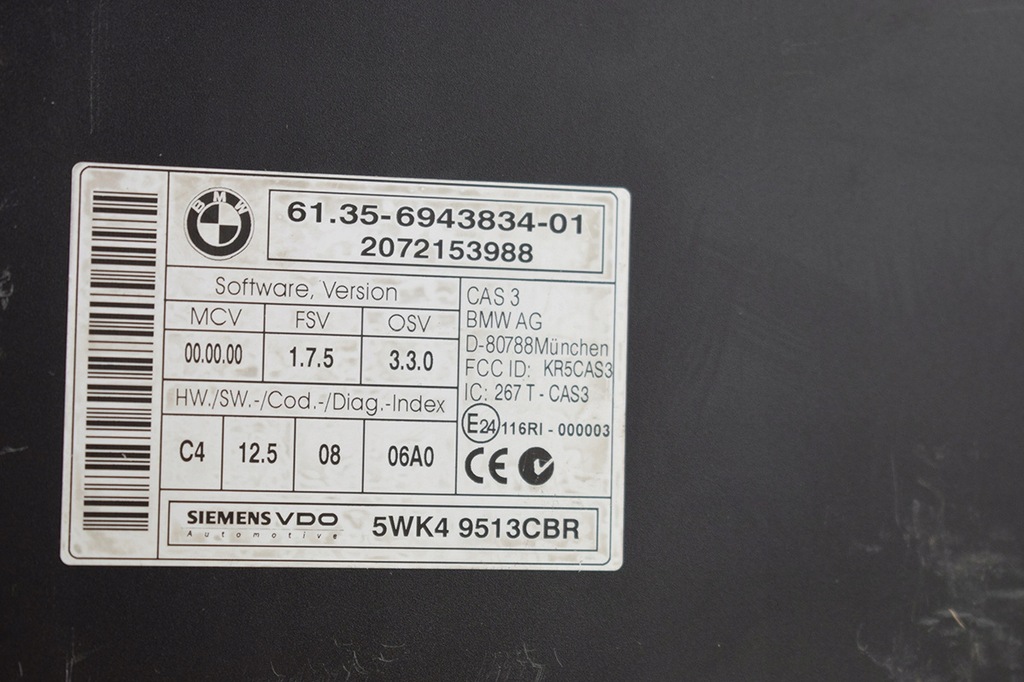 BMW
61.35-6943834-01
2072153988
Software, Version
MCV FSV OSV
00.00.00 1.7.5 3.3.0
HW./SW.-/Cod.-/Diag.-Index
C4 12.5 08 06A0
CAS 3
BMW AG
D-80788München
FCC ID: KR5CAS3
IC: 267 T - CAS3
E24 116RI - 000003
CE
SIEMENS VDO
Automotive
5WK4 9513CBR